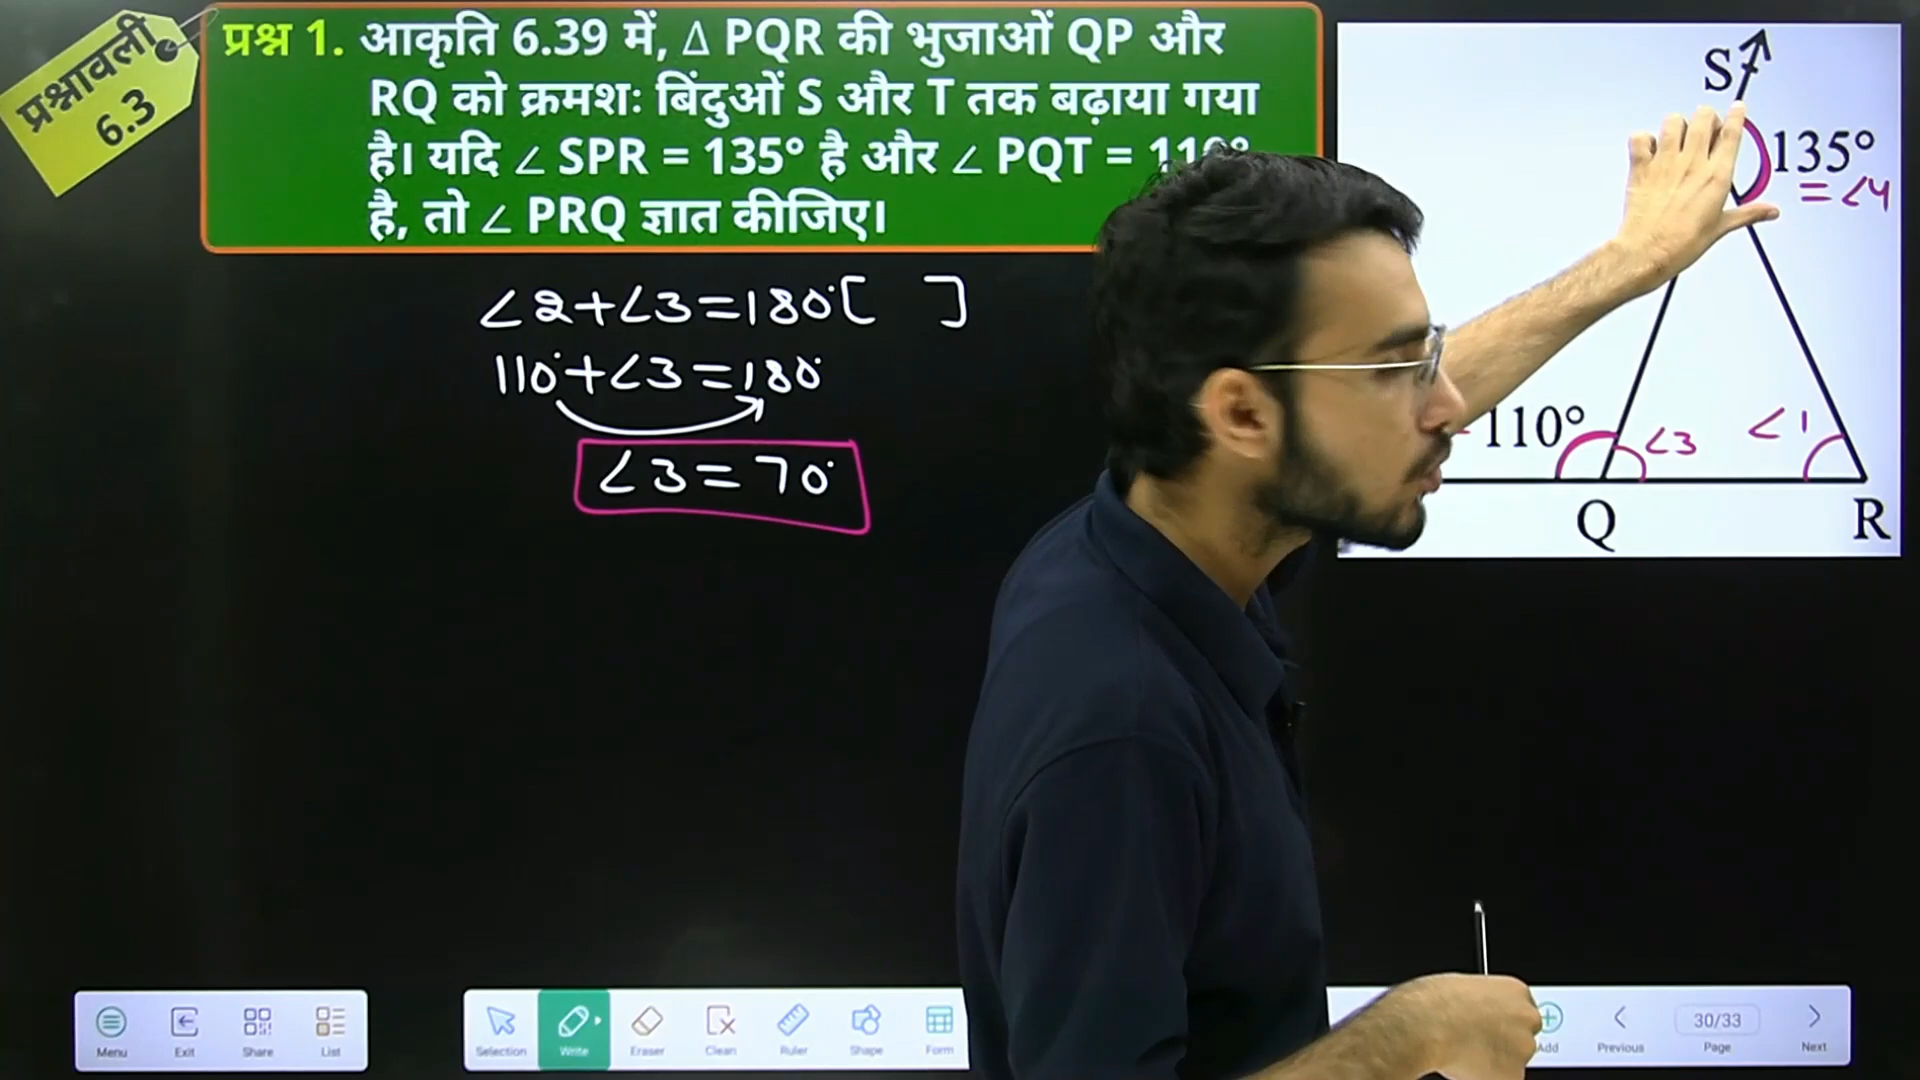 प्रश्नावली
6.3
प्रश्न 1. आकृति 6.39 में, Δ PQR की भुजाओं QP और
RQ को क्रमशः बिंदुओं S और T तक बढ़ाया गया
है। यदि ∠ SPR = 135° है और ∠ PQT = 110°
है, तो ∠ PRQ ज्ञात कीजिए।
∠2+∠3=180°[ ]
110°+∠3=180°
∠3=70°
S
135°
=∠4
110°
∠3
∠1
Q
R
Menu
Exit
Share
List
Selection
Write
Eraser
Clean
Ruler
Shape
Form
Add
Previous
30/33
Page
Next